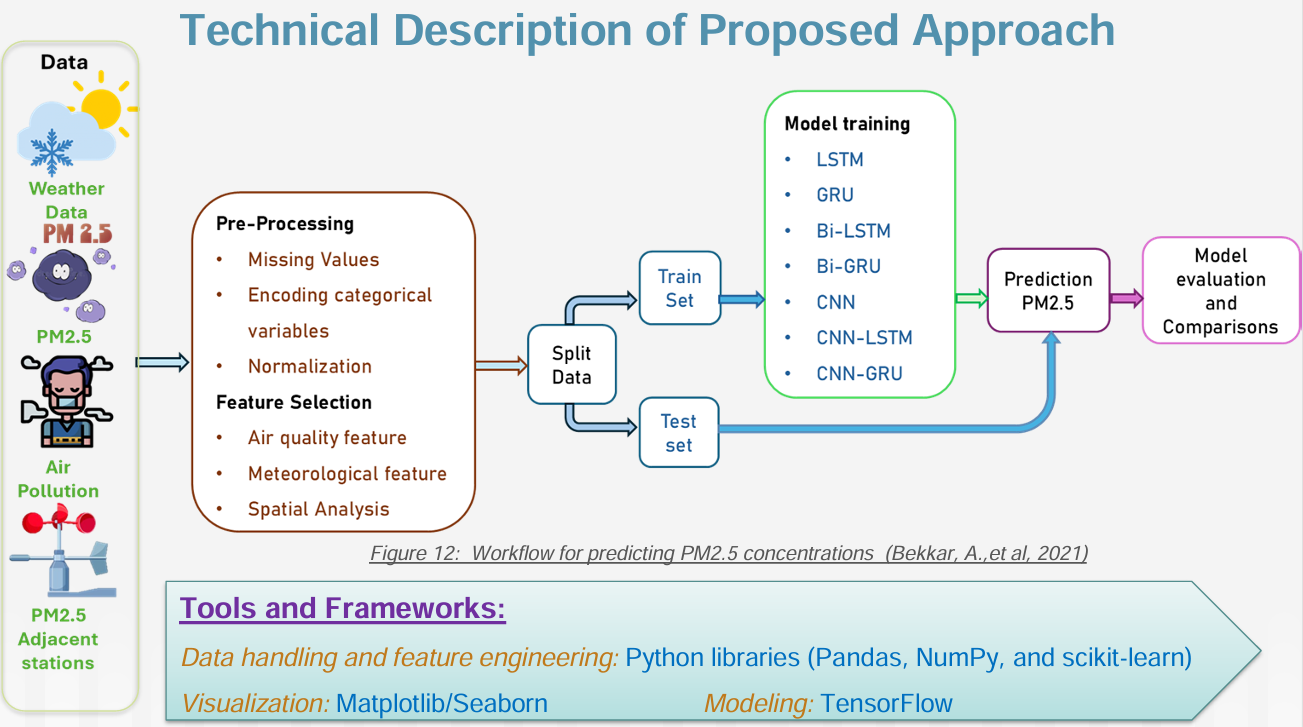 Technical Description of Proposed Approach
Data
Weather
Data
PM 2.5
PM2.5
Air
Pollution
PM2.5
Adjacent
stations
Pre-Processing
• Missing Values
• Encoding categorical
variables
• Normalization
Feature Selection
• Air quality feature
• Meteorological feature
• Spatial Analysis
Split
Data
Train
Set
Test
set
Model training
• LSTM
• GRU
• Bi-LSTM
• Bi-GRU
• CNN
• CNN-LSTM
• CNN-GRU
Prediction
PM2.5
Model
evaluation
and
Comparisons
Figure 12: Workflow for predicting PM2.5 concentrations (Bekkar, A.,et al, 2021)
Tools and Frameworks:
Data handling and feature engineering: Python libraries (Pandas, NumPy, and scikit-learn)
Visualization: Matplotlib/Seaborn Modeling: TensorFlow